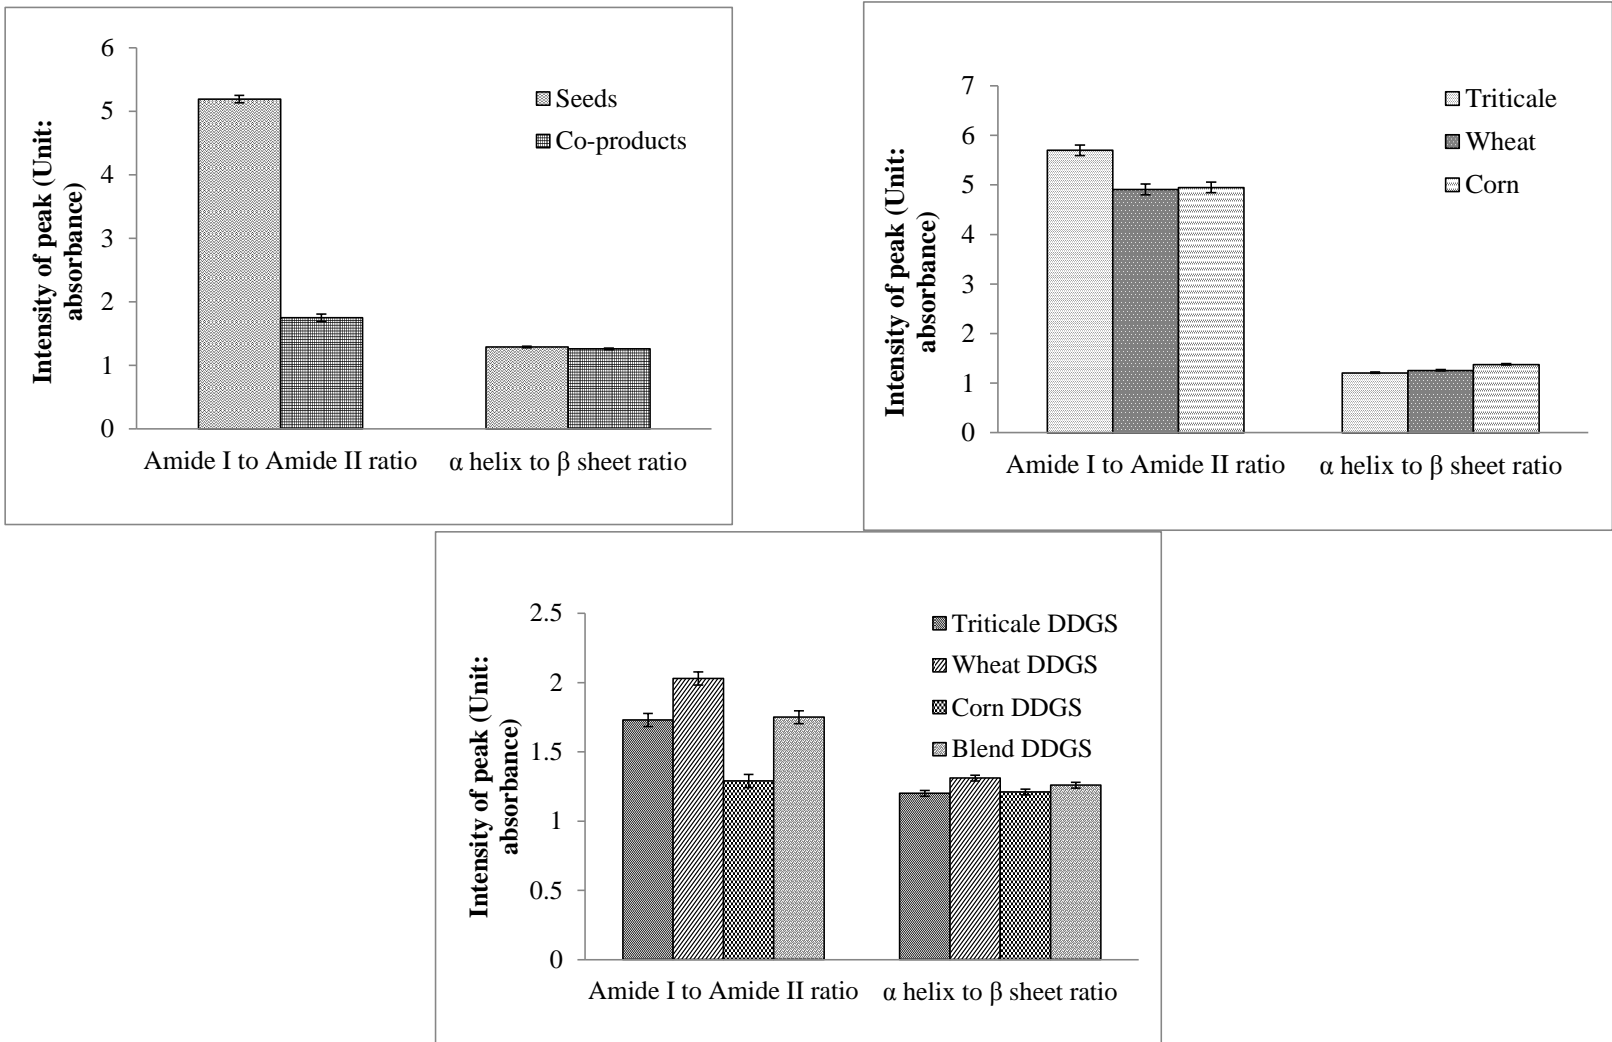 Intensity of peak (Unit:
absorbance)
6
5
4
3
2
1
0
Seeds
Co-products
Amide I to Amide II ratio
α helix to β sheet ratio
Intensity of peak (Unit:
absorbance)
7
6
5
4
3
2
1
0
Triticale
Wheat
Corn
Amide I to Amide II ratio
α helix to β sheet ratio
Intensity of peak (Unit:
absorbance)
2.5
2
1.5
1
0.5
0
Triticale DDGS
Wheat DDGS
Corn DDGS
Blend DDGS
Amide I to Amide II ratio
α helix to β sheet ratio